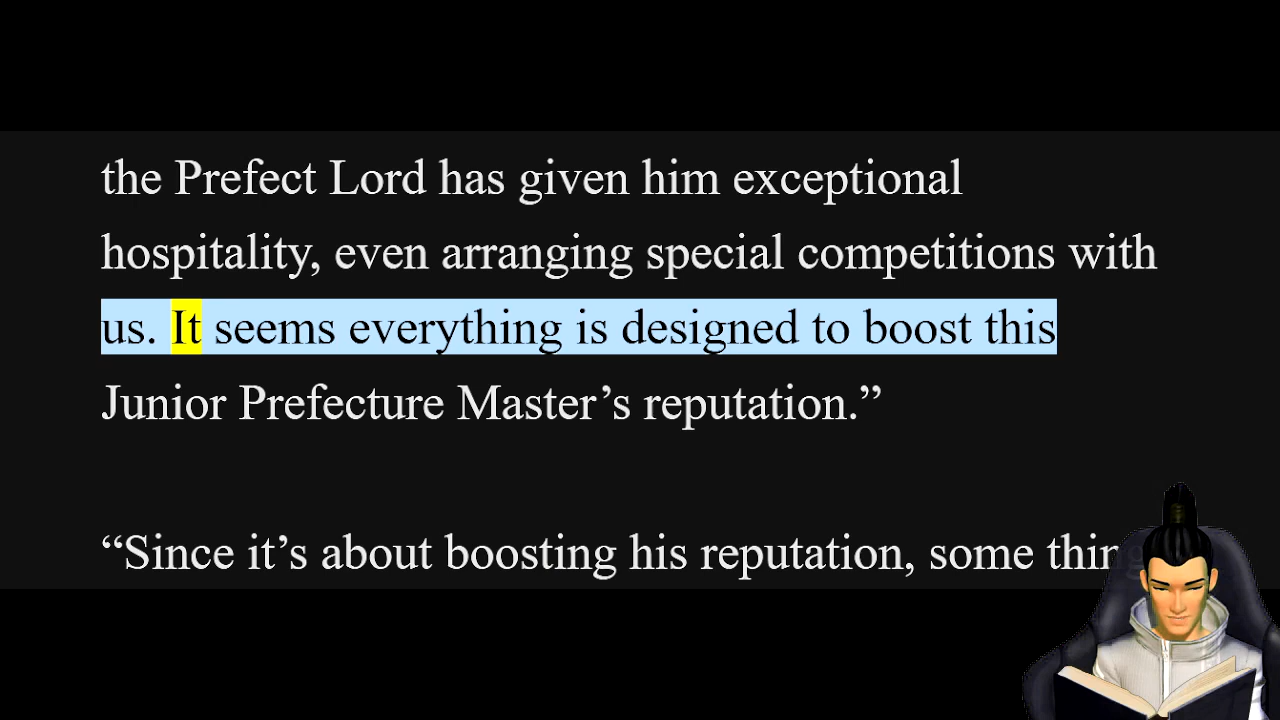 the Prefect Lord has given him exceptional
hospitality, even arranging special competitions with
us. It seems everything is designed to boost this
Junior Prefecture Master’s reputation.”
“Since it’s about boosting his reputation, some